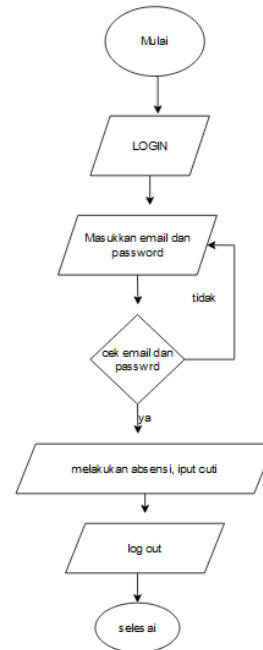 Mulai
LOGIN
Masukkan email dan
password
tidak
cek email dan
passwrd
ya
melakukan absensi, iput cuti
log out
selesai